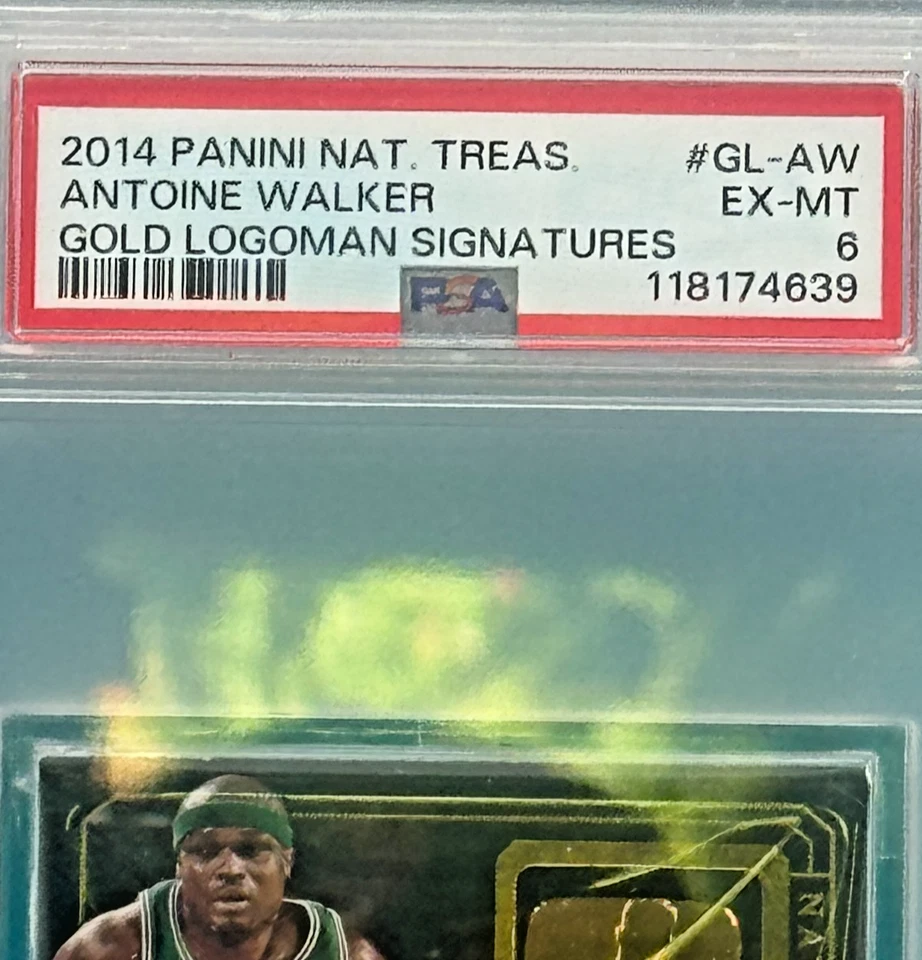 2014 PANINI NAT. TREAS. #GL-AW
ANTOINE WALKER EX-MT
GOLD LOGOMAN SIGNATURES 6
118174639
PSA